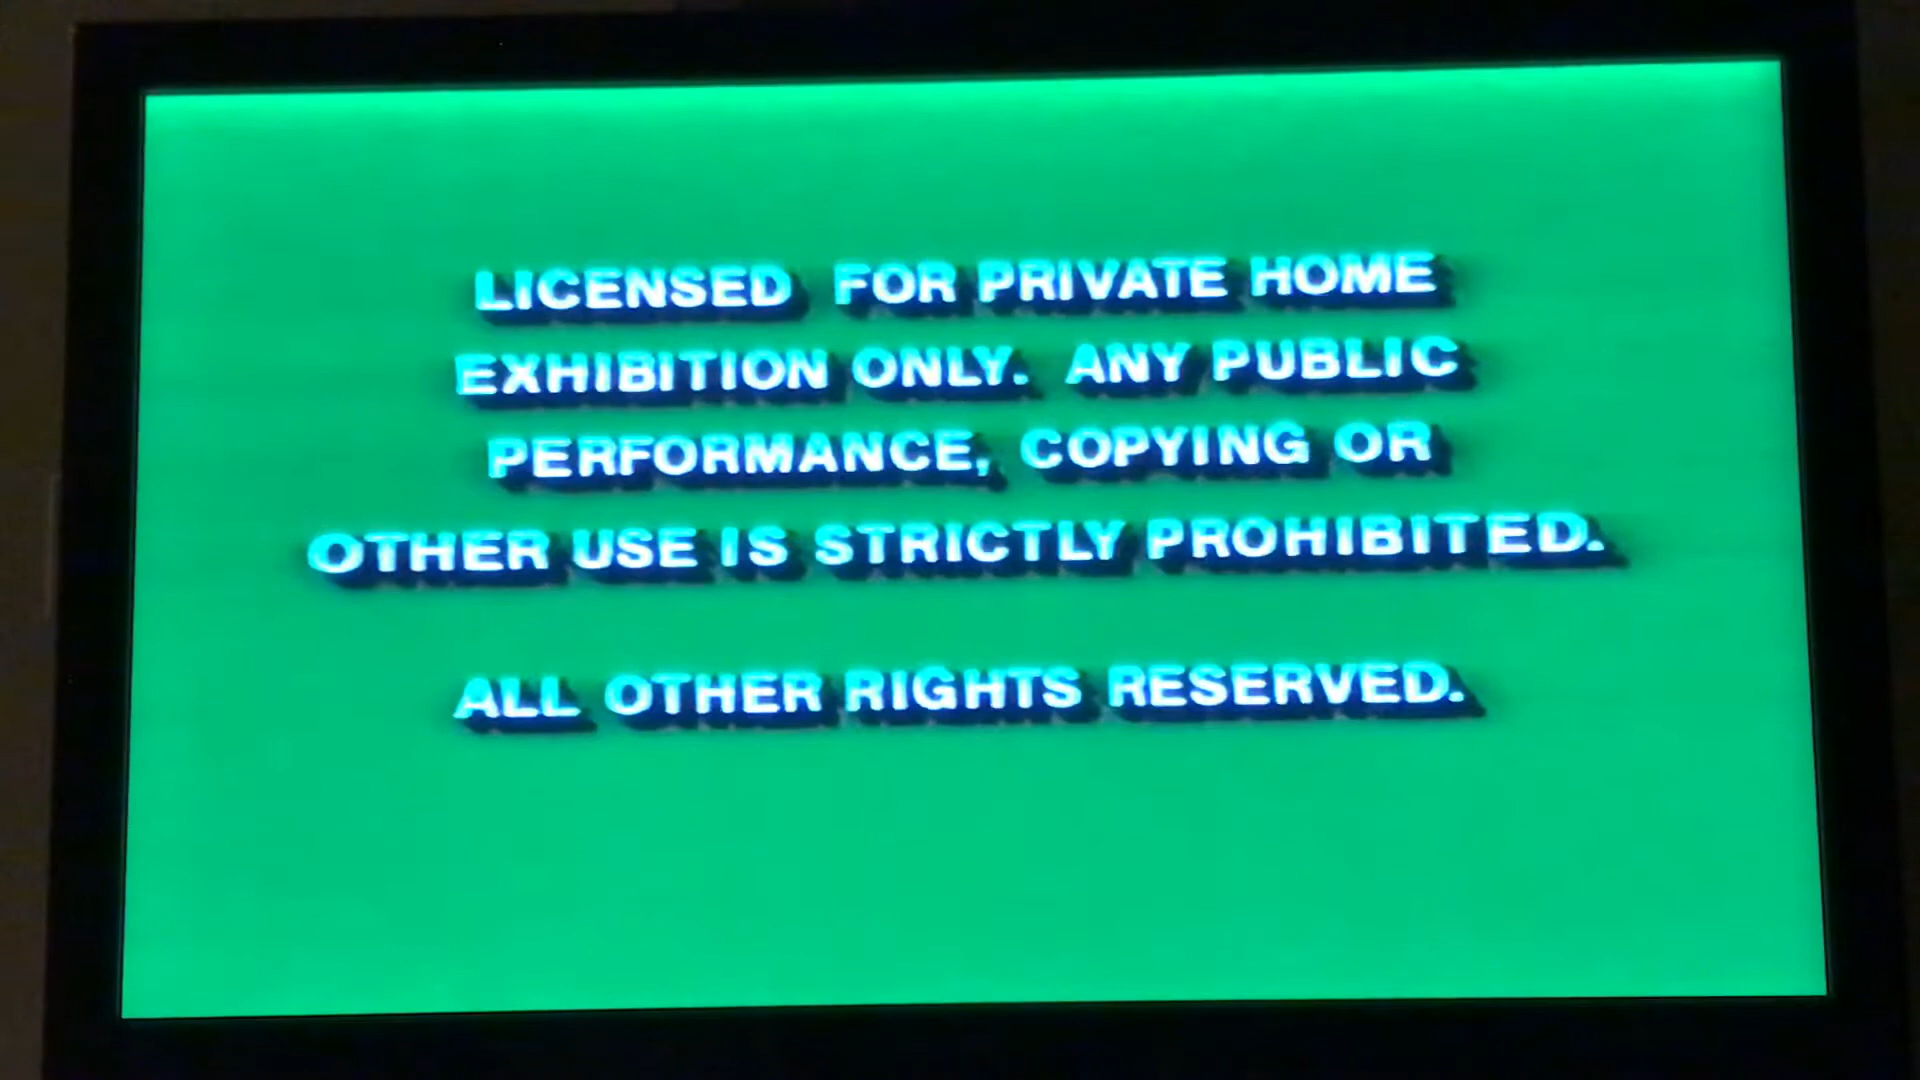 LICENSED FOR PRIVATE HOME
EXHIBITION ONLY. ANY PUBLIC
PERFORMANCE, COPYING OR
OTHER USE IS STRICTLY PROHIBITED.
ALL OTHER RIGHTS RESERVED.